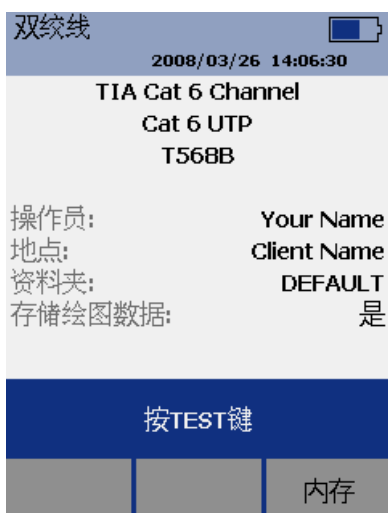 双绞线
2008/03/26 14:06:30
TIA Cat 6 Channel
Cat 6 UTP
T568B
操作员: Your Name
地点: Client Name
资料夹: DEFAULT
存储绘图数据: 是
按TEST键
内存